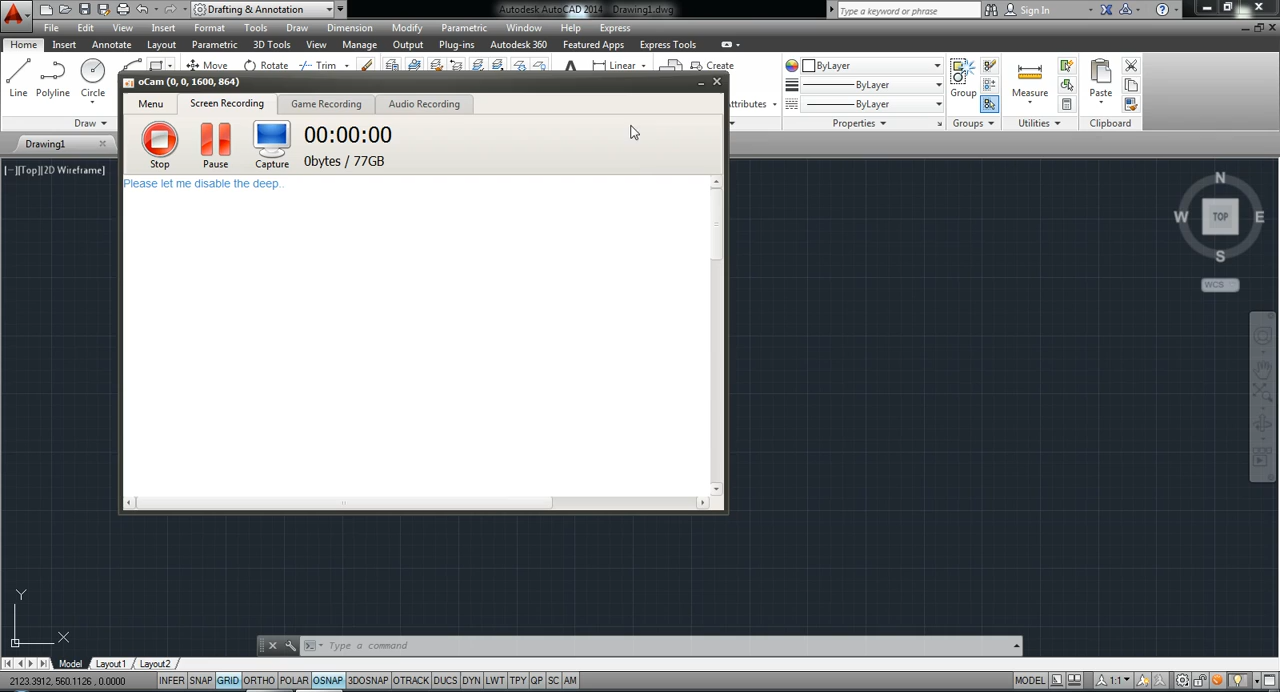 Drafting & Annotation
Autodesk AutoCAD 2014 Drawing1.dwg
Type a keyword or phrase
Sign In
File Edit View Insert Format Tools Draw Dimension Modify Parametric Window Help Express
Home Insert Annotate Layout Parametric 3D Tools View Manage Output Plug-ins Autodesk 360 Featured Apps Express Tools
Move Rotate Trim Linear Create
Line Polyline Circle
ttributes
ByLayer
ByLayer
ByLayer
Group Measure Paste
Draw Properties Groups Utilities Clipboard
Drawing1
oCam (0, 0, 1600, 864)
Menu Screen Recording Game Recording Audio Recording
00:00:00
0bytes / 77GB
Stop Pause Capture
Please let me disable the deep..
[−][Top][2D Wireframe]
N
W TOP E
S
WCS
Y
X
Type a command
Model Layout1 Layout2
2123.3912, 560.1126 , 0.0000
INFER SNAP GRID ORTHO POLAR OSNAP 3DOSNAP OTRACK DUCS DYN LWT TPY QP SC AM
MODEL 1:1